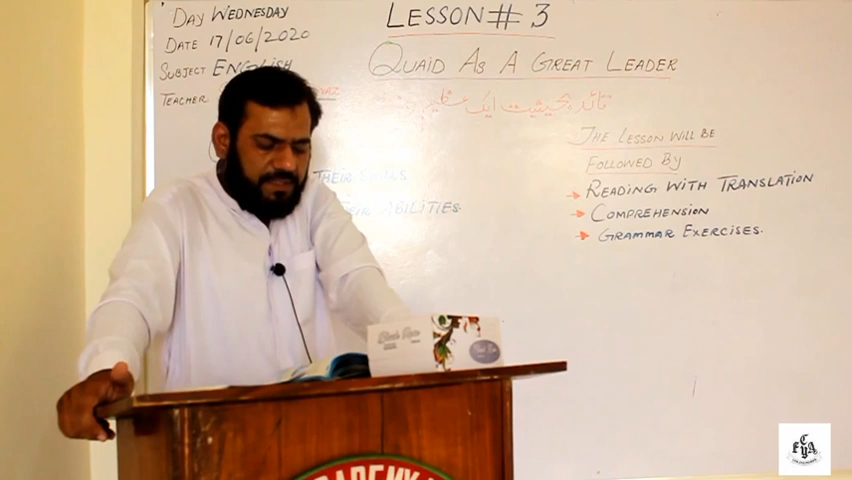 DAY WEDNESDAY
DATE 17/06/2020
SUBJECT ENGLISH
TEACHER
LESSON # 3
QUAID AS A GREAT LEADER
قائد بحیثیت ایک عظیم
THEIR
ABILITIES.
THE LESSON WILL BE
FOLLOWED BY
READING WITH TRANSLATION
COMPREHENSION
GRAMMAR EXERCISES.